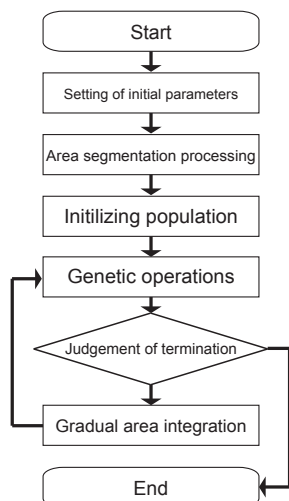 Start
Setting of initial parameters
Area segmentation processing
Initilizing population
Genetic operations
Judgement of termination
Gradual area integration
End